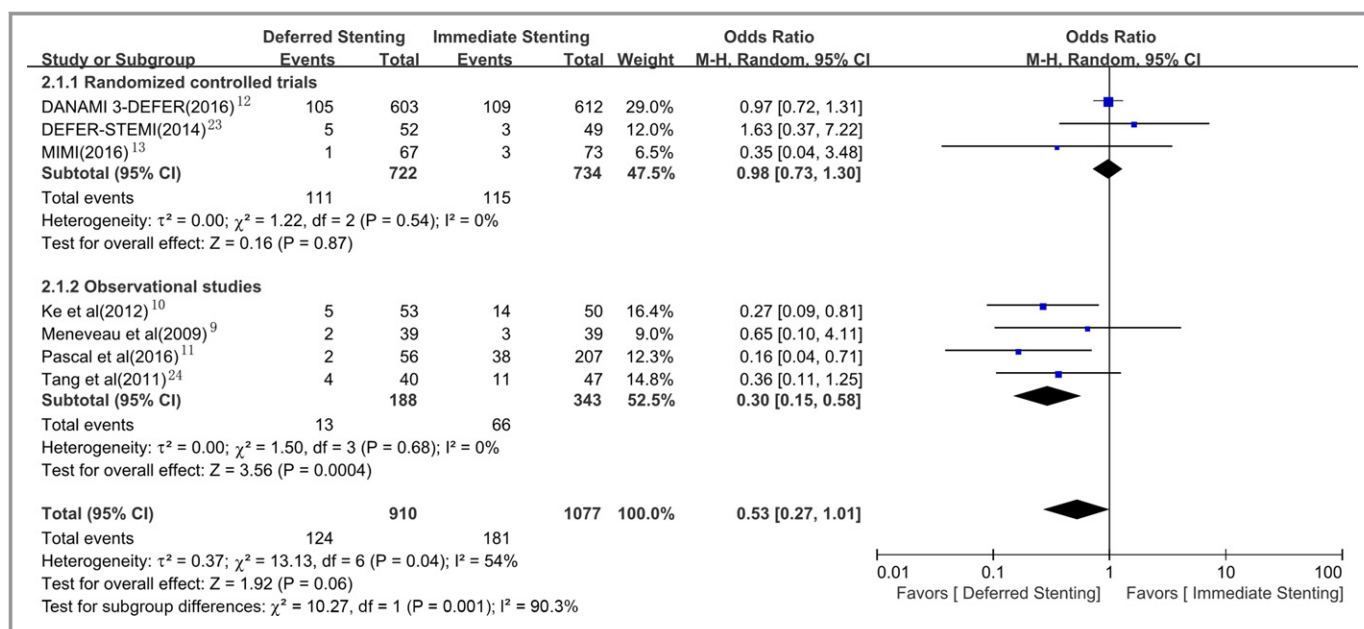 Deferred Stenting Immediate Stenting Odds Ratio Odds Ratio
Study or Subgroup Events Total Events Total Weight M-H, Random, 95% CI M-H, Random, 95% CI
2.1.1 Randomized controlled trials
DANAMI 3-DEFER(2016)12 105 603 109 612 29.0% 0.97 [0.72, 1.31]
DEFER-STEMI(2014)23 5 52 3 49 12.0% 1.63 [0.37, 7.22]
MIMI(2016)13 1 67 3 73 6.5% 0.35 [0.04, 3.48]
Subtotal (95% CI) 722 734 47.5% 0.98 [0.73, 1.30]
Total events 111 115
Heterogeneity: τ² = 0.00; χ² = 1.22, df = 2 (P = 0.54); I² = 0%
Test for overall effect: Z = 0.16 (P = 0.87)
2.1.2 Observational studies
Ke et al(2012)10 5 53 14 50 16.4% 0.27 [0.09, 0.81]
Meneveau et al(2009)9 2 39 3 39 9.0% 0.65 [0.10, 4.11]
Pascal et al(2016)11 2 56 38 207 12.3% 0.16 [0.04, 0.71]
Tang et al(2011)24 4 40 11 47 14.8% 0.36 [0.11, 1.25]
Subtotal (95% CI) 188 343 52.5% 0.30 [0.15, 0.58]
Total events 13 66
Heterogeneity: τ² = 0.00; χ² = 1.50, df = 3 (P = 0.68); I² = 0%
Test for overall effect: Z = 3.56 (P = 0.0004)
Total (95% CI) 910 1077 100.0% 0.53 [0.27, 1.01]
Total events 124 181
Heterogeneity: τ² = 0.37; χ² = 13.13, df = 6 (P = 0.04); I² = 54%
Test for overall effect: Z = 1.92 (P = 0.06)
Test for subgroup differences: χ² = 10.27, df = 1 (P = 0.001); I² = 90.3%
0.01 0.1 1 10 100
Favors [ Deferred Stenting] Favors [ Immediate Stenting]